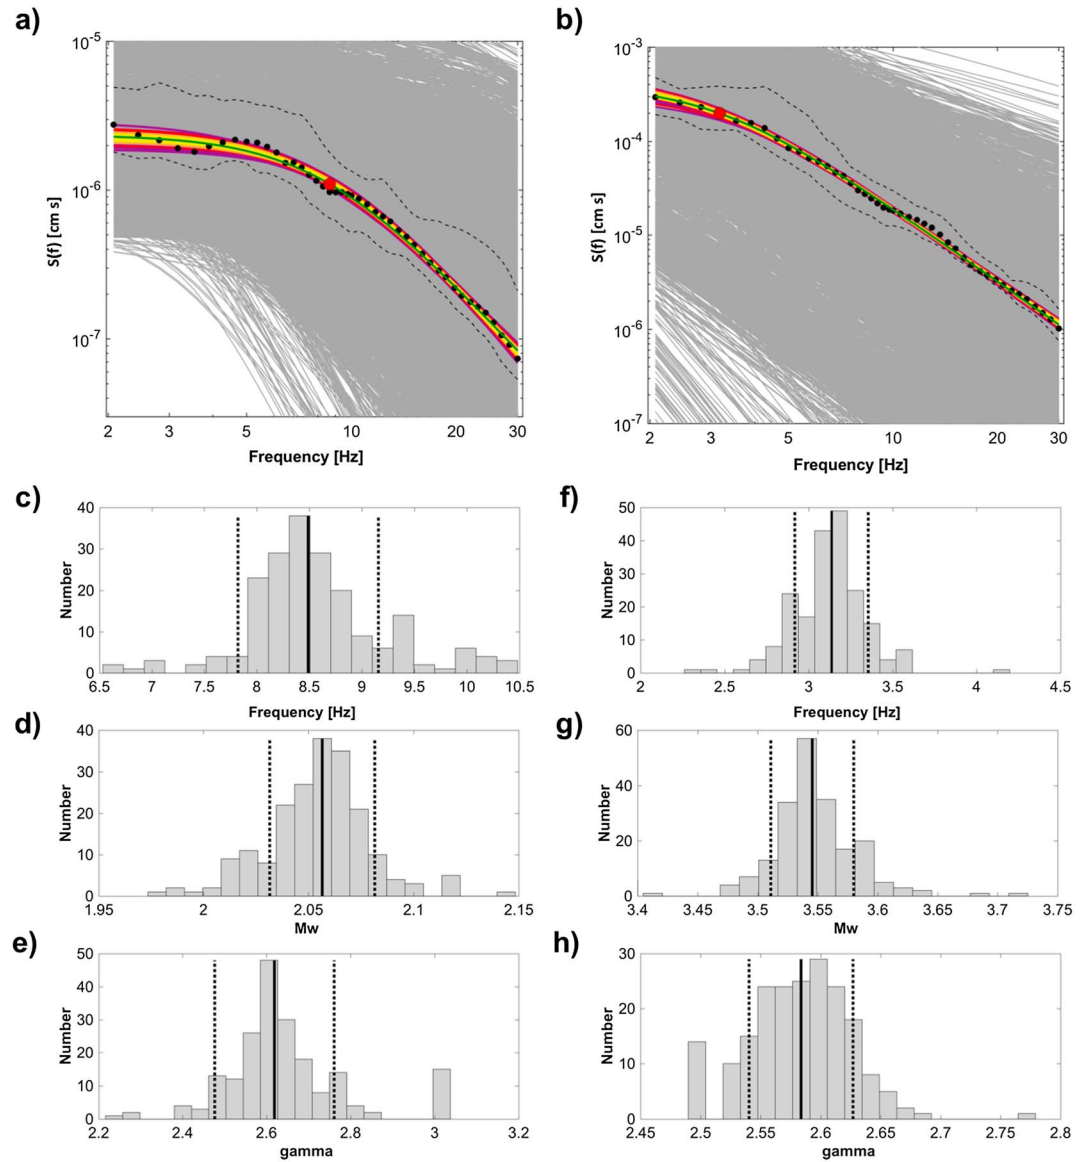 a)
b)
10-5
10-6
10-7
S(f) [cm s]
2 3 5 10 20 30
Frequency [Hz]
10-3
10-4
10-5
10-6
10-7
S(f) [cm s]
2 3 5 10 20 30
Frequency [Hz]
c)
40
30
20
10
0
Number
6.5 7 7.5 8 8.5 9 9.5 10 10.5
Frequency [Hz]
f)
50
40
30
20
10
0
Number
2 2.5 3 3.5 4 4.5
Frequency [Hz]
d)
40
30
20
10
0
Number
1.95 2 2.05 2.1 2.15
Mw
g)
60
40
20
0
Number
3.4 3.45 3.5 3.55 3.6 3.65 3.7 3.75
Mw
e)
50
40
30
20
10
0
Number
2.2 2.4 2.6 2.8 3 3.2
gamma
h)
30
20
10
0
Number
2.45 2.5 2.55 2.6 2.65 2.7 2.75 2.8
gamma